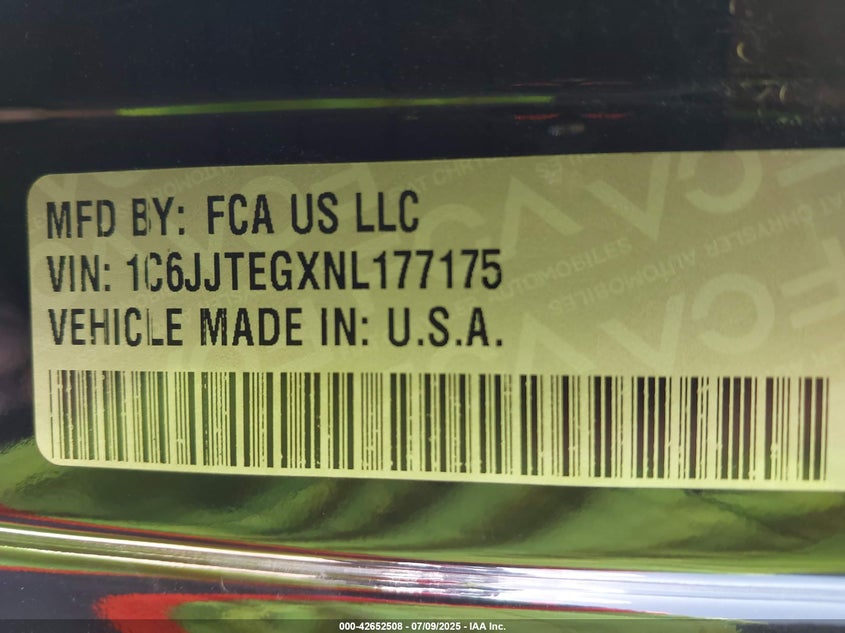 MFD BY: FCA US LLC
VIN: 1C6JJTEGXNL177175
VEHICLE MADE IN: U.S.A.
000-42652508 - 07/09/2025 - IAA Inc.